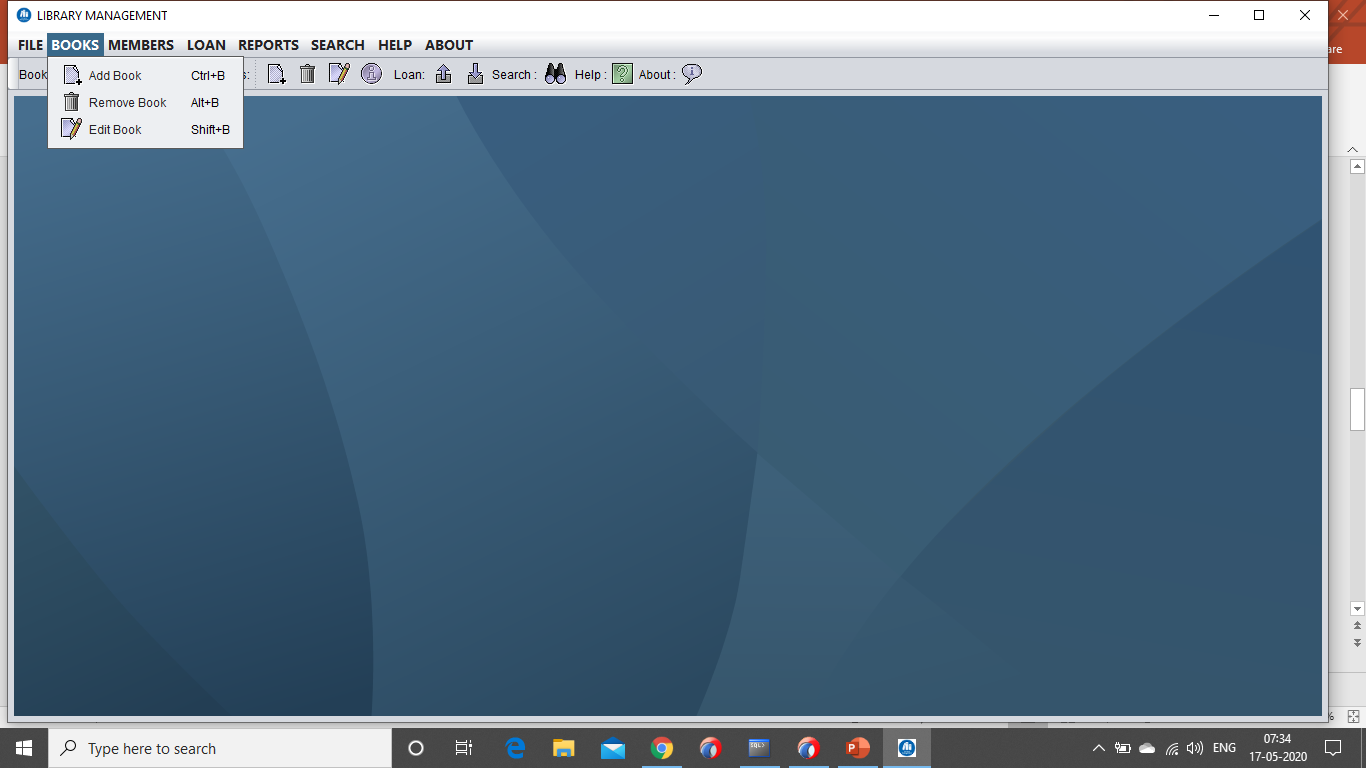 LIBRARY MANAGEMENT
FILE BOOKS MEMBERS LOAN REPORTS SEARCH HELP ABOUT
Book s: Loan: Search : Help : About :
Add Book Ctrl+B
Remove Book Alt+B
Edit Book Shift+B
are
%
Type here to search
SQL>
ENG
07:34
17-05-2020